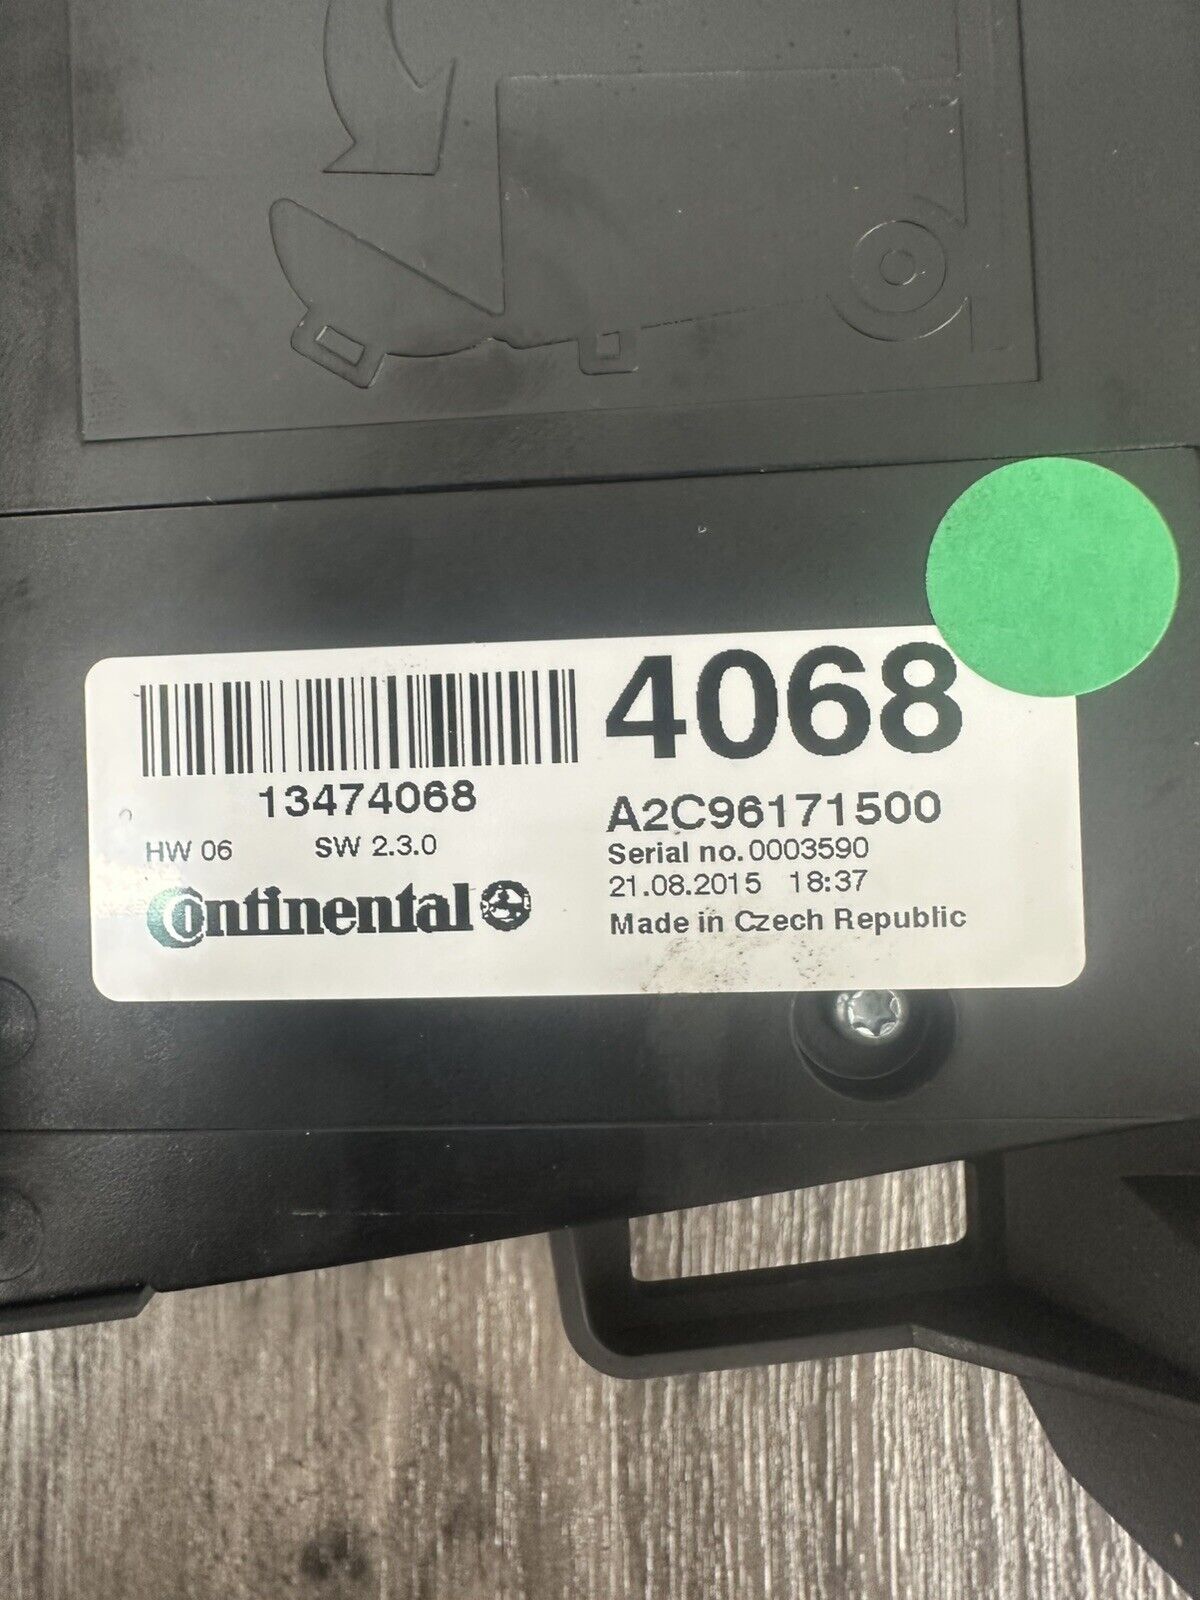 4068
13474068
A2C96171500
HW 06 SW 2.3.0
Serial no. 0003590
21.08.2015 18:37
Continental
Made in Czech Republic